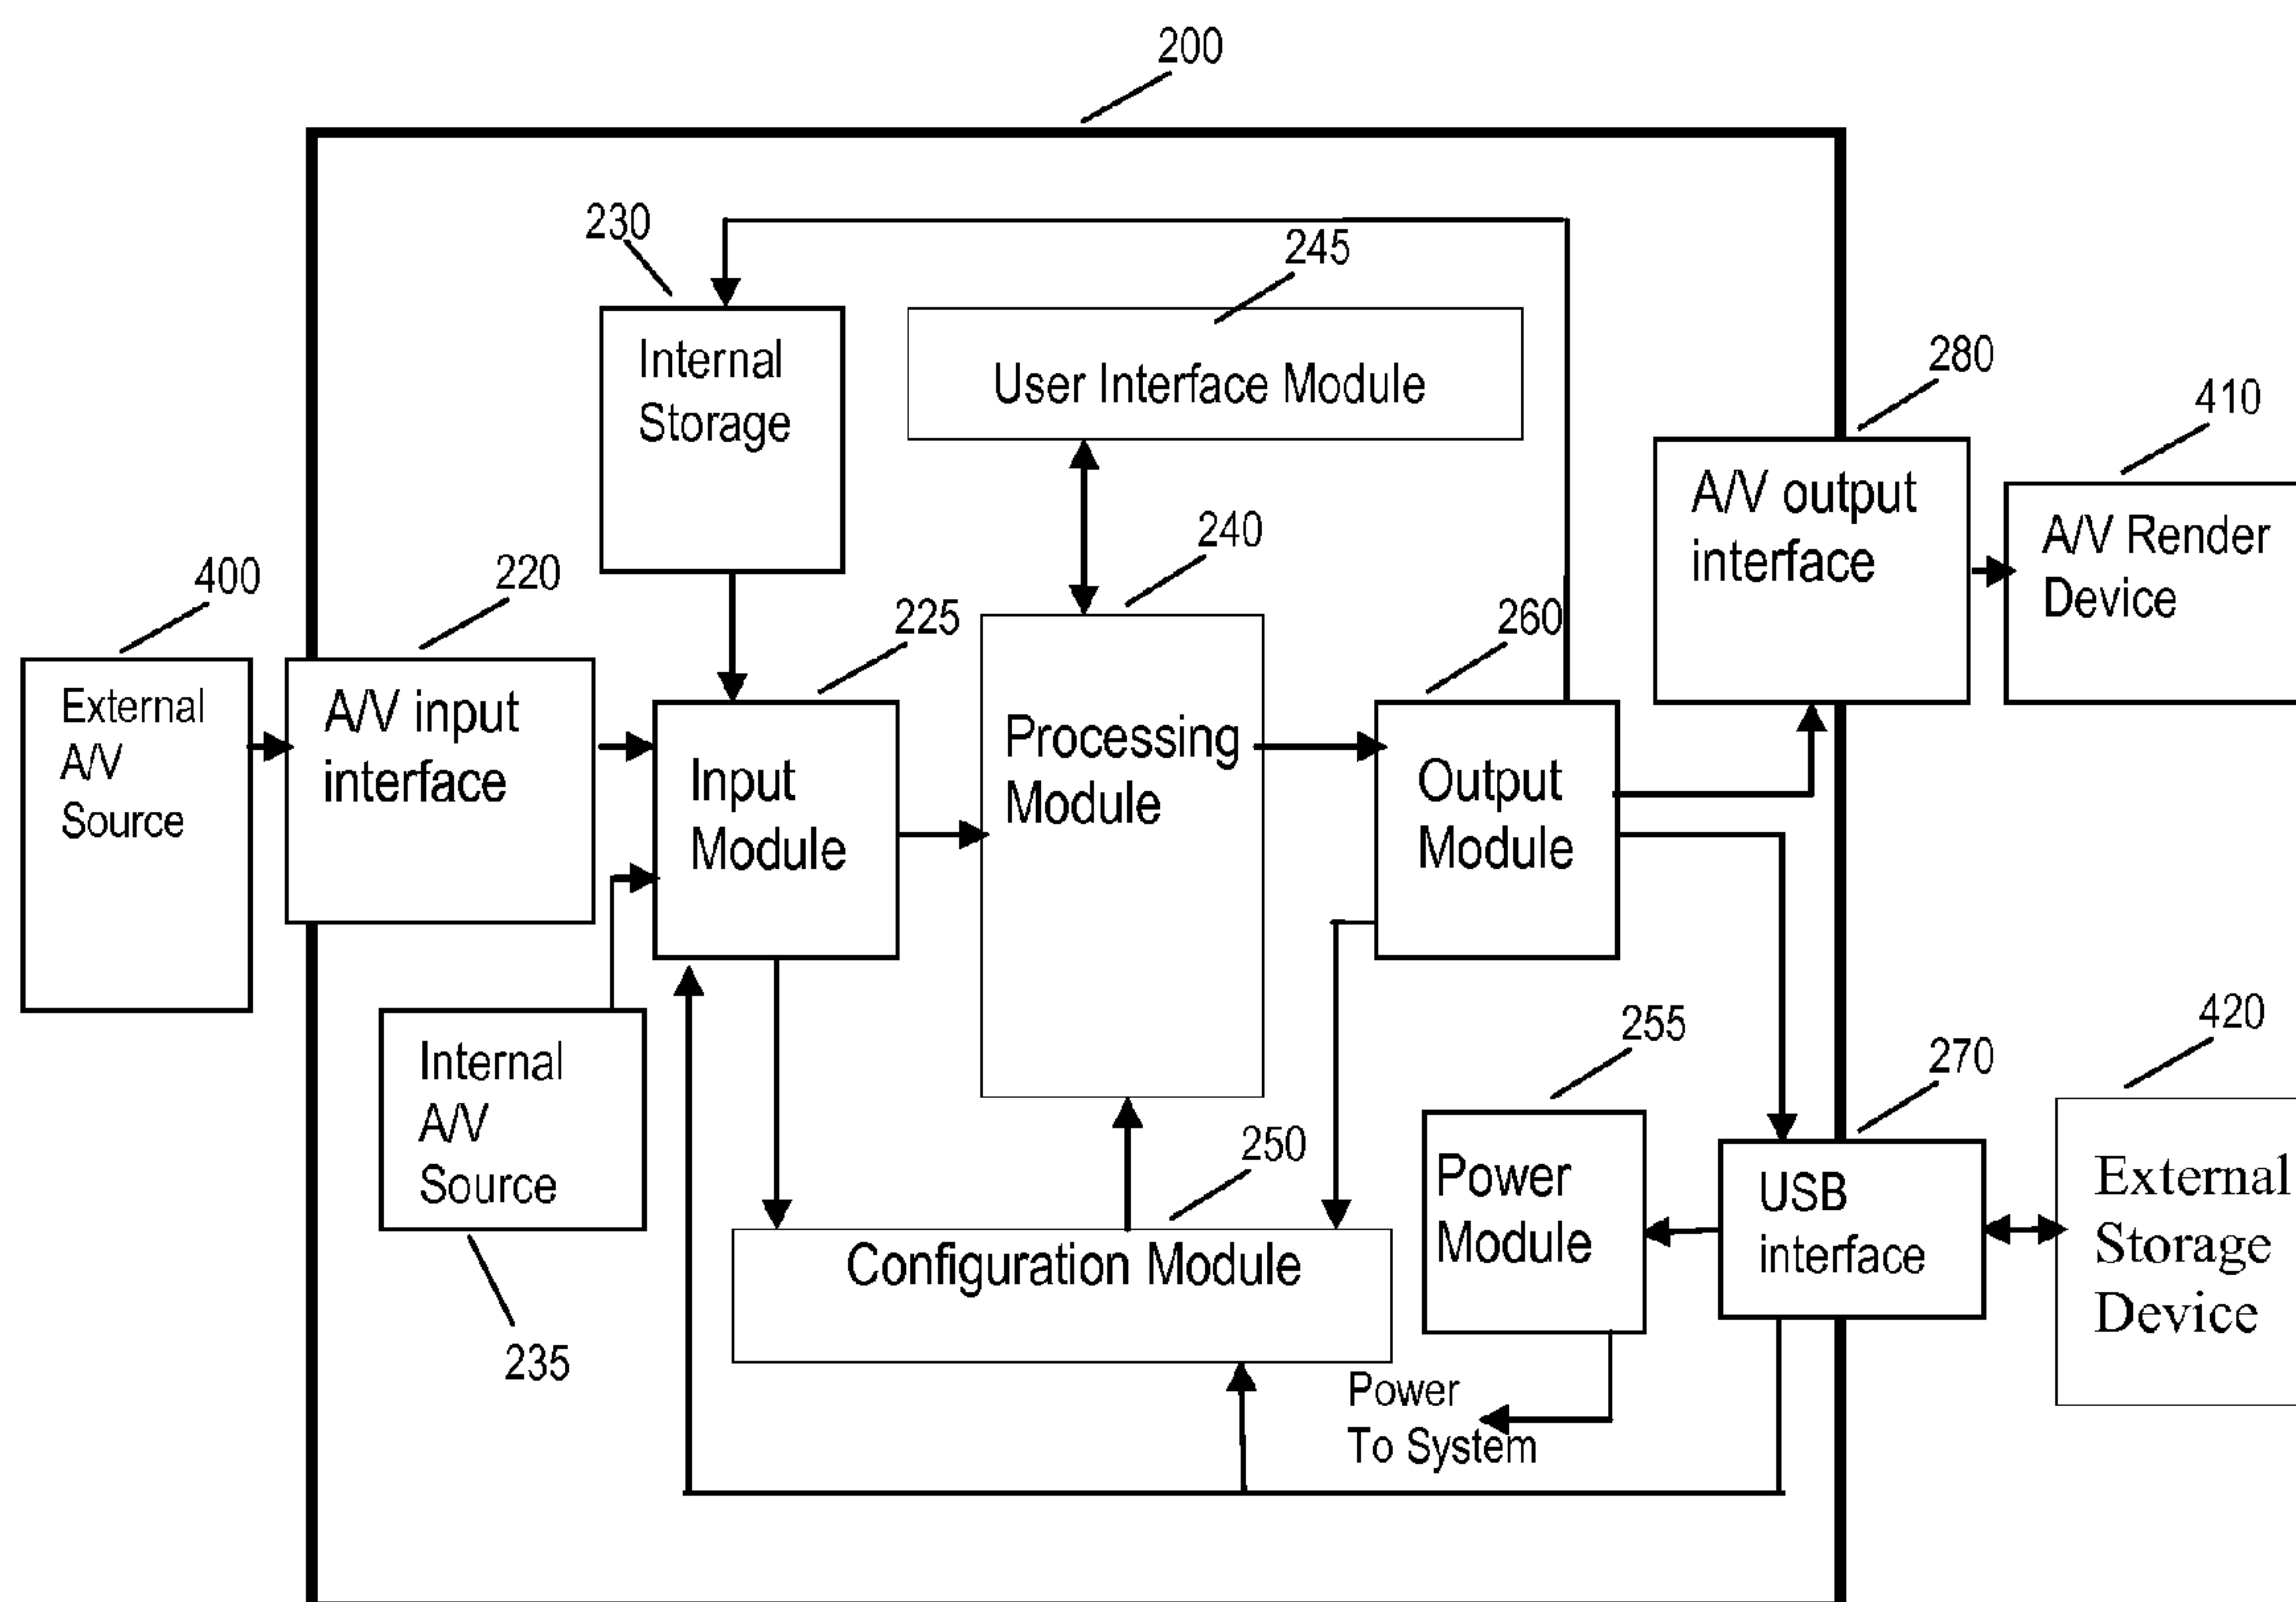 200
230
245
Internal
Storage
User Interface Module
280
410
A/V output
interface
A/V Render
Device
240
400
220
225
260
External
A/V
Source
A/V input
interface
Input
Module
Processing
Module
Output
Module
255
420
270
Internal
A/V
Source
250
Power
Module
USB
interface
External
Storage
Device
Configuration Module
235
Power
To System